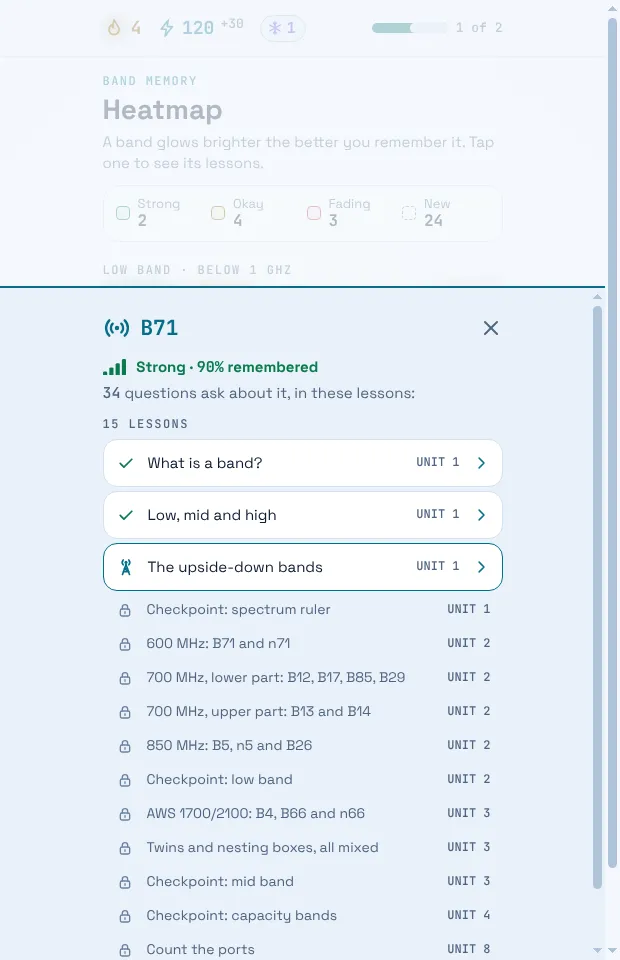 4 120 +30 1 1 of 2
BAND MEMORY
Heatmap
A band glows brighter the better you remember it. Tap
one to see its lessons.
Strong Okay Fading New
2 4 3 24
LOW BAND · BELOW 1 GHZ
B71
Strong · 90% remembered
34 questions ask about it, in these lessons:
15 LESSONS
What is a band? UNIT 1
Low, mid and high UNIT 1
The upside-down bands UNIT 1
Checkpoint: spectrum ruler UNIT 1
600 MHz: B71 and n71 UNIT 2
700 MHz, lower part: B12, B17, B85, B29 UNIT 2
700 MHz, upper part: B13 and B14 UNIT 2
850 MHz: B5, n5 and B26 UNIT 2
Checkpoint: low band UNIT 2
AWS 1700/2100: B4, B66 and n66 UNIT 3
Twins and nesting boxes, all mixed UNIT 3
Checkpoint: mid band UNIT 3
Checkpoint: capacity bands UNIT 4
Count the ports UNIT 8